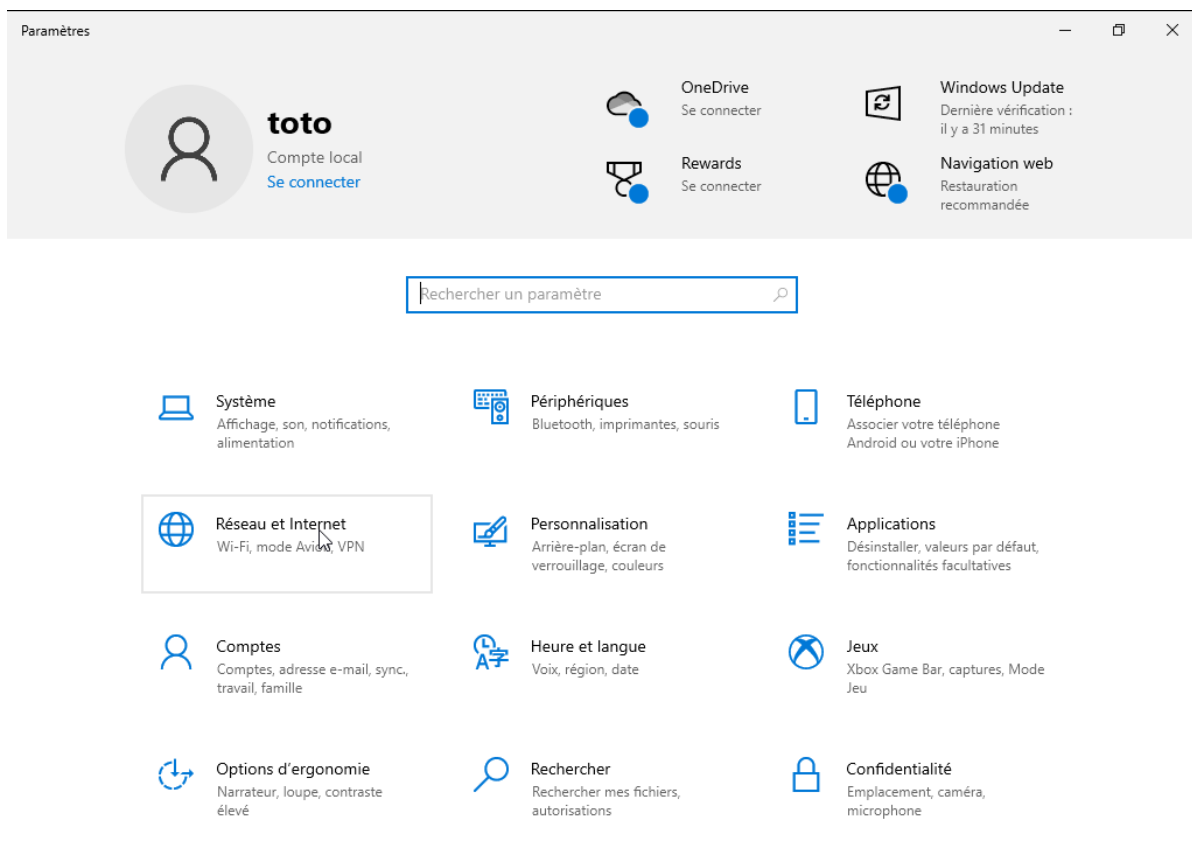 Paramètres
toto
Compte local
Se connecter
OneDrive
Se connecter
Windows Update
Dernière vérification :
il y a 31 minutes
Rewards
Se connecter
Navigation web
Restauration
recommandée
Rechercher un paramètre
Système
Affichage, son, notifications,
alimentation
Périphériques
Bluetooth, imprimantes, souris
Téléphone
Associer votre téléphone
Android ou votre iPhone
Réseau et Internet
Wi-Fi, mode Avion, VPN
Personnalisation
Arrière-plan, écran de
verrouillage, couleurs
Applications
Désinstaller, valeurs par défaut,
fonctionnalités facultatives
Comptes
Comptes, adresse e-mail, sync.,
travail, famille
Heure et langue
Voix, région, date
Jeux
Xbox Game Bar, captures, Mode
Jeu
Options d’ergonomie
Narrateur, loupe, contraste
élevé
Rechercher
Rechercher mes fichiers,
autorisations
Confidentialité
Emplacement, caméra,
microphone